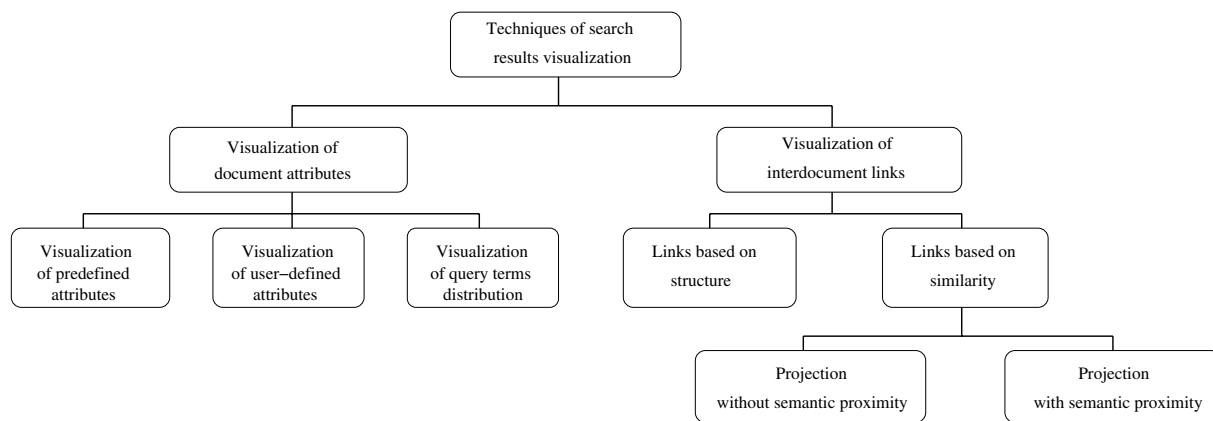 Techniques of search
results visualization
Visualization of
document attributes
Visualization of
interdocument links
Visualization
of predefined
attributes
Visualization
of user−defined
attributes
Visualization
of query terms
distribution
Links based on
structure
Links based on
similarity
Projection
without semantic proximity
Projection
with semantic proximity